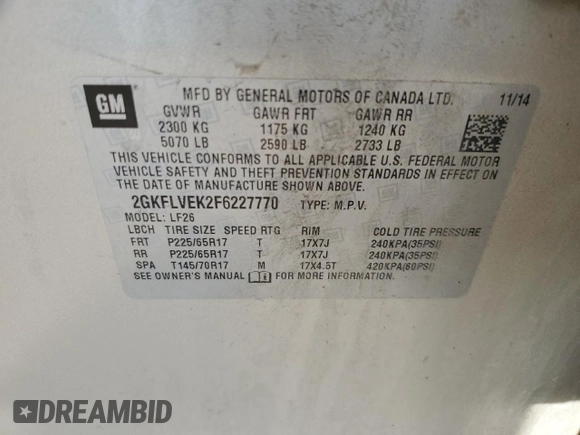 GM
MFD BY GENERAL MOTORS OF CANADA LTD. 11/14
GVWR GAWR FRT GAWR RR
2300 KG 1175 KG 1240 KG
5070 LB 2590 LB 2733 LB
THIS VEHICLE CONFORMS TO ALL APPLICABLE U.S. FEDERAL MOTOR
VEHICLE SAFETY AND THEFT PREVENTION STANDARDS IN EFFECT ON
THE DATE OF MANUFACTURE SHOWN ABOVE.
2GKFLVEK2F6227770 TYPE: M.P.V.
MODEL: LF26
LBCH TIRE SIZE SPEED RTG RIM COLD TIRE PRESSURE
FRT P225/65R17 T 17X7J 240KPA(35PSI)
RR P225/65R17 T 17X7J 240KPA(35PSI)
SPA T145/70R17 M 17X4.5T 420KPA(60PSI)
SEE OWNER'S MANUAL FOR MORE INFORMATION.
DREAMBID